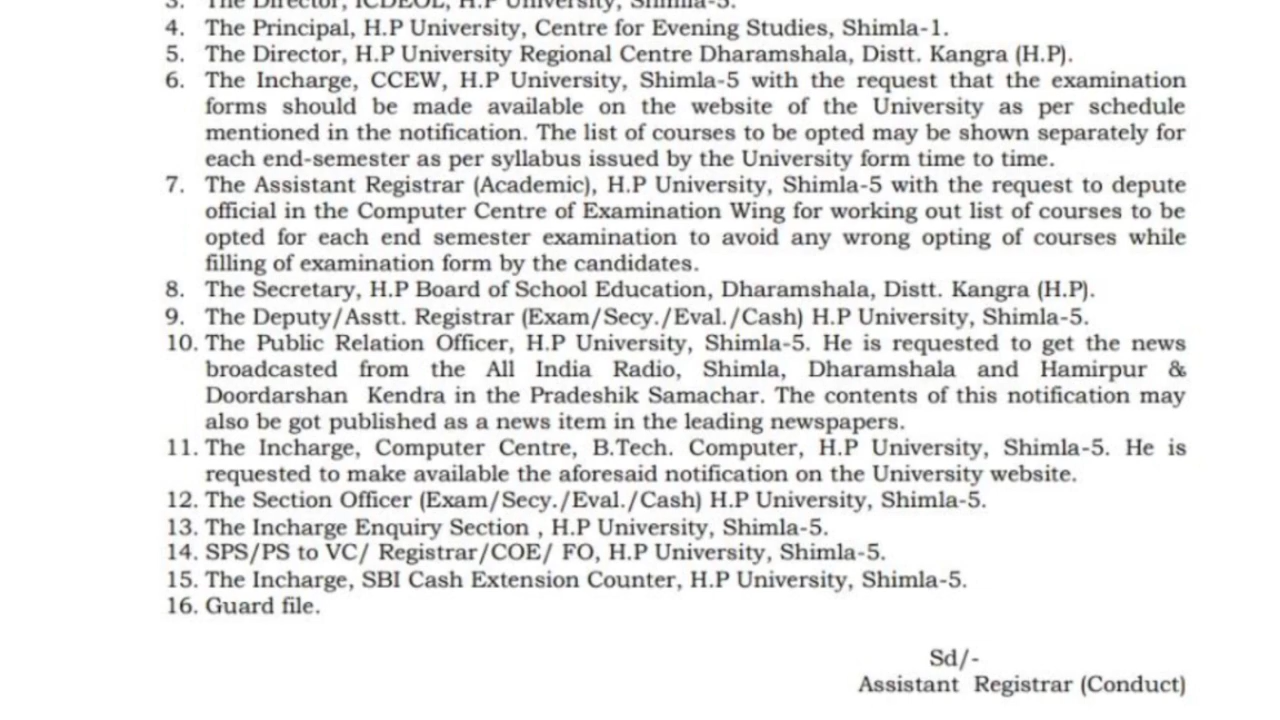 3. The Director, ICDEOL, H.P University, Shimla-5.
4. The Principal, H.P University, Centre for Evening Studies, Shimla-1.
5. The Director, H.P University Regional Centre Dharamshala, Distt. Kangra (H.P).
6. The Incharge, CCEW, H.P University, Shimla-5 with the request that the examination
forms should be made available on the website of the University as per schedule
mentioned in the notification. The list of courses to be opted may be shown separately for
each end-semester as per syllabus issued by the University form time to time.
7. The Assistant Registrar (Academic), H.P University, Shimla-5 with the request to depute
official in the Computer Centre of Examination Wing for working out list of courses to be
opted for each end semester examination to avoid any wrong opting of courses while
filling of examination form by the candidates.
8. The Secretary, H.P Board of School Education, Dharamshala, Distt. Kangra (H.P).
9. The Deputy/Asstt. Registrar (Exam/Secy./Eval./Cash) H.P University, Shimla-5.
10. The Public Relation Officer, H.P University, Shimla-5. He is requested to get the news
broadcasted from the All India Radio, Shimla, Dharamshala and Hamirpur &
Doordarshan Kendra in the Pradeshik Samachar. The contents of this notification may
also be got published as a news item in the leading newspapers.
11. The Incharge, Computer Centre, B.Tech. Computer, H.P University, Shimla-5. He is
requested to make available the aforesaid notification on the University website.
12. The Section Officer (Exam/Secy./Eval./Cash) H.P University, Shimla-5.
13. The Incharge Enquiry Section , H.P University, Shimla-5.
14. SPS/PS to VC/ Registrar/COE/ FO, H.P University, Shimla-5.
15. The Incharge, SBI Cash Extension Counter, H.P University, Shimla-5.
16. Guard file.
Sd/-
Assistant Registrar (Conduct)